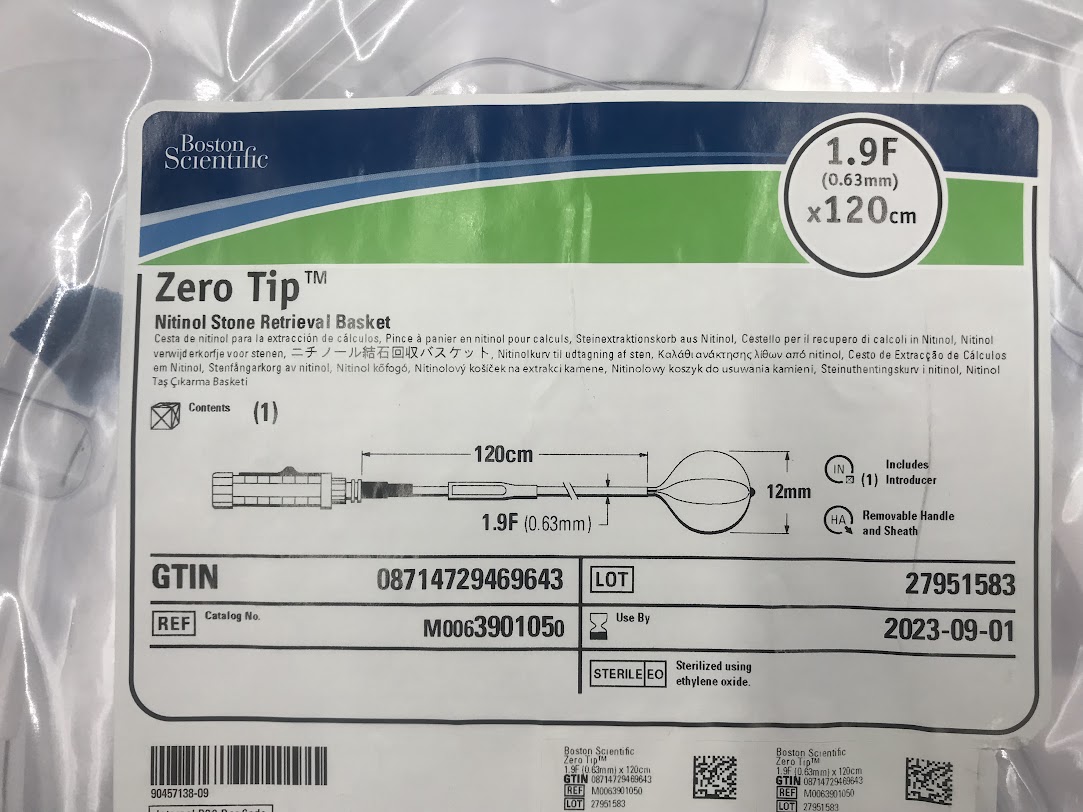 Boston
Scientific
1.9F
(0.63mm)
x120cm
Zero Tip™
Nitinol Stone Retrieval Basket
Cesta de nitinol para la extracción de cálculos, Pince à panier en nitinol pour calculs, Steinextraktionskorb aus Nitinol, Cestello per il recupero di calcoli in Nitinol, Nitinol
verwijderkorfje voor stenen, ニチノール結石回収バスケット, Nitinolkurv til udtagning af sten, Καλάθι ανάκτησης λίθων από nitinol, Cesto de Extracção de Cálculos
em Nitinol, Stenfångarkorg av nitinol, Nitinol kőfogó, Nitinolový košíček na extrakci kamene, Nitinolowy koszyk do usuwania kamieni, Steinuthentingskurv i nitinol, Nitinol
Taş Çıkarma Basketi
Contents (1)
120cm
12mm
1.9F (0.63mm)
IN (1) Includes
Introducer
HA Removable Handle
and Sheath
GTIN 08714729469643
LOT 27951583
REF Catalog No. M0063901050
Use By 2023-09-01
STERILE EO Sterilized using
ethylene oxide.
90457138-09
Boston Scientific
Zero Tip™
1.9F (0.63mm) x 120cm
GTIN 08714729469643
REF M0063901050
LOT 27951583
Boston Scientific
Zero Tip™
1.9F (0.63mm) x 120cm
GTIN 08714729469643
REF M0063901050
LOT 27951583